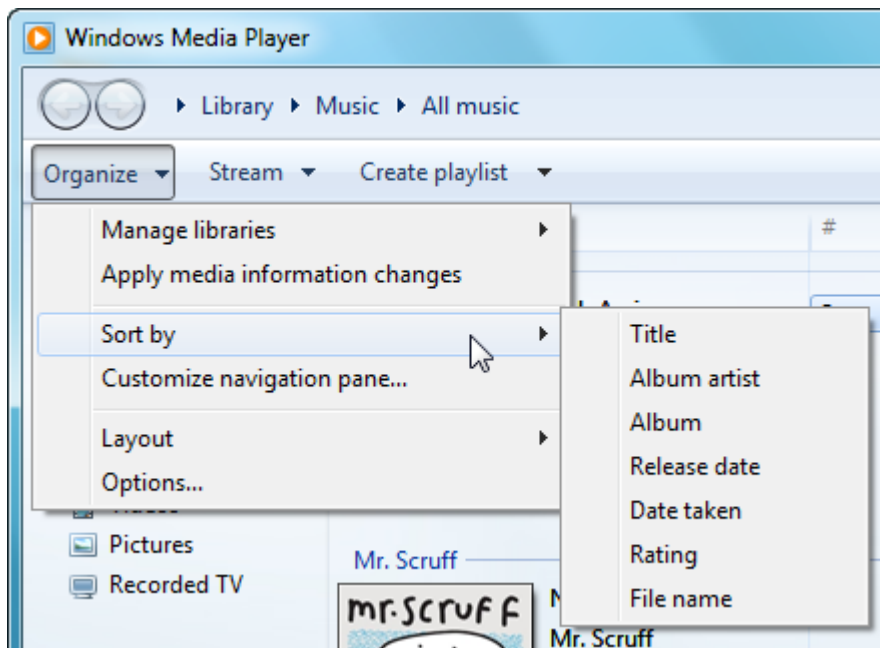 Windows Media Player
Library Music All music
Organize Stream Create playlist
Manage libraries
Apply media information changes
Sort by
Customize navigation pane...
Layout
Options...
#
Title
Album artist
Album
Release date
Date taken
Rating
File name
Pictures
Recorded TV
Mr. Scruff
mr.scruff
Mr. Scruff